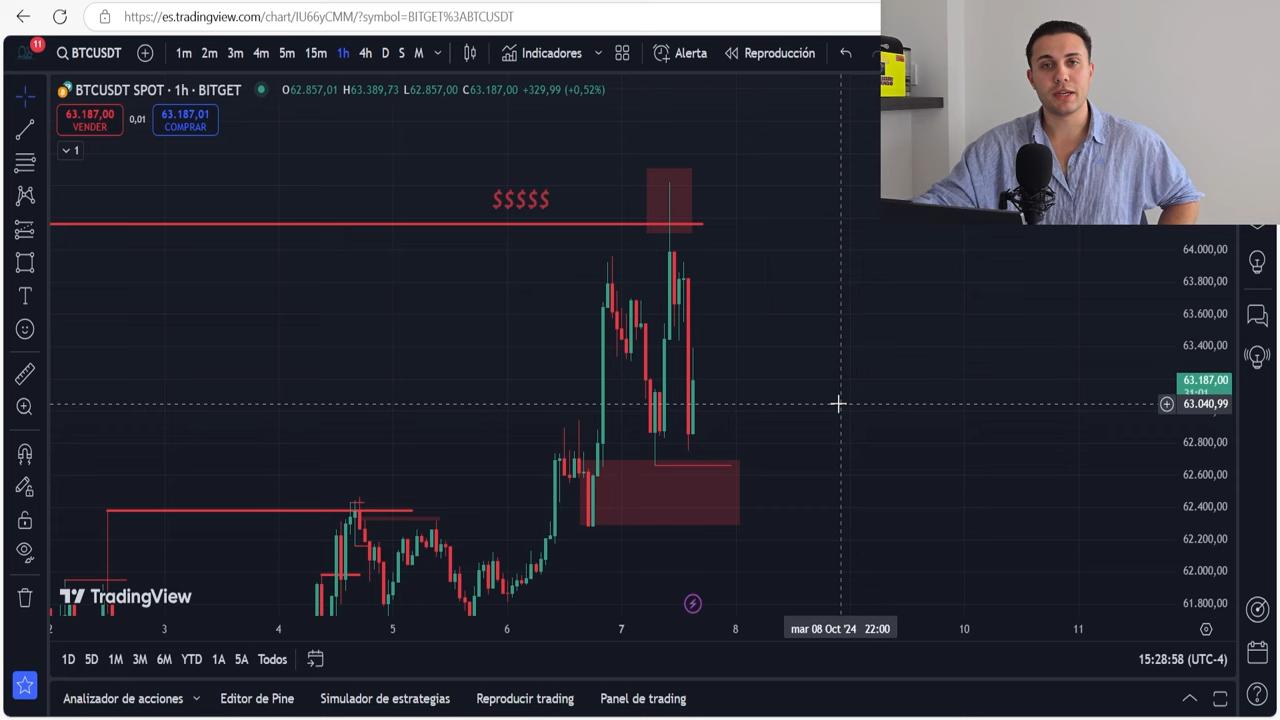 https://es.tradingview.com/chart/IU66yCMM/?symbol=BITGET%3ABTCUSDT
11
BTCUSDT
1m 2m 3m 4m 5m 15m 1h 4h D S M
Indicadores
Alerta
Reproducción
BTCUSDT SPOT · 1h · BITGET
O62.857,01 H63.389,73 L62.857,00 C63.187,00 +329,99 (+0,52%)
63.187,00
VENDER
0,01
63.187,01
COMPRAR
1
$$$$$
64.000,00
63.800,00
63.600,00
63.400,00
63.187,00
31:01
63.040,99
62.800,00
62.600,00
62.400,00
62.200,00
62.000,00
61.800,00
TradingView
2 3 4 5 6 7 8 mar 08 Oct '24 22:00 10 11
1D 5D 1M 3M 6M YTD 1A 5A Todos
15:28:58 (UTC-4)
Analizador de acciones
Editor de Pine
Simulador de estrategias
Reproducir trading
Panel de trading